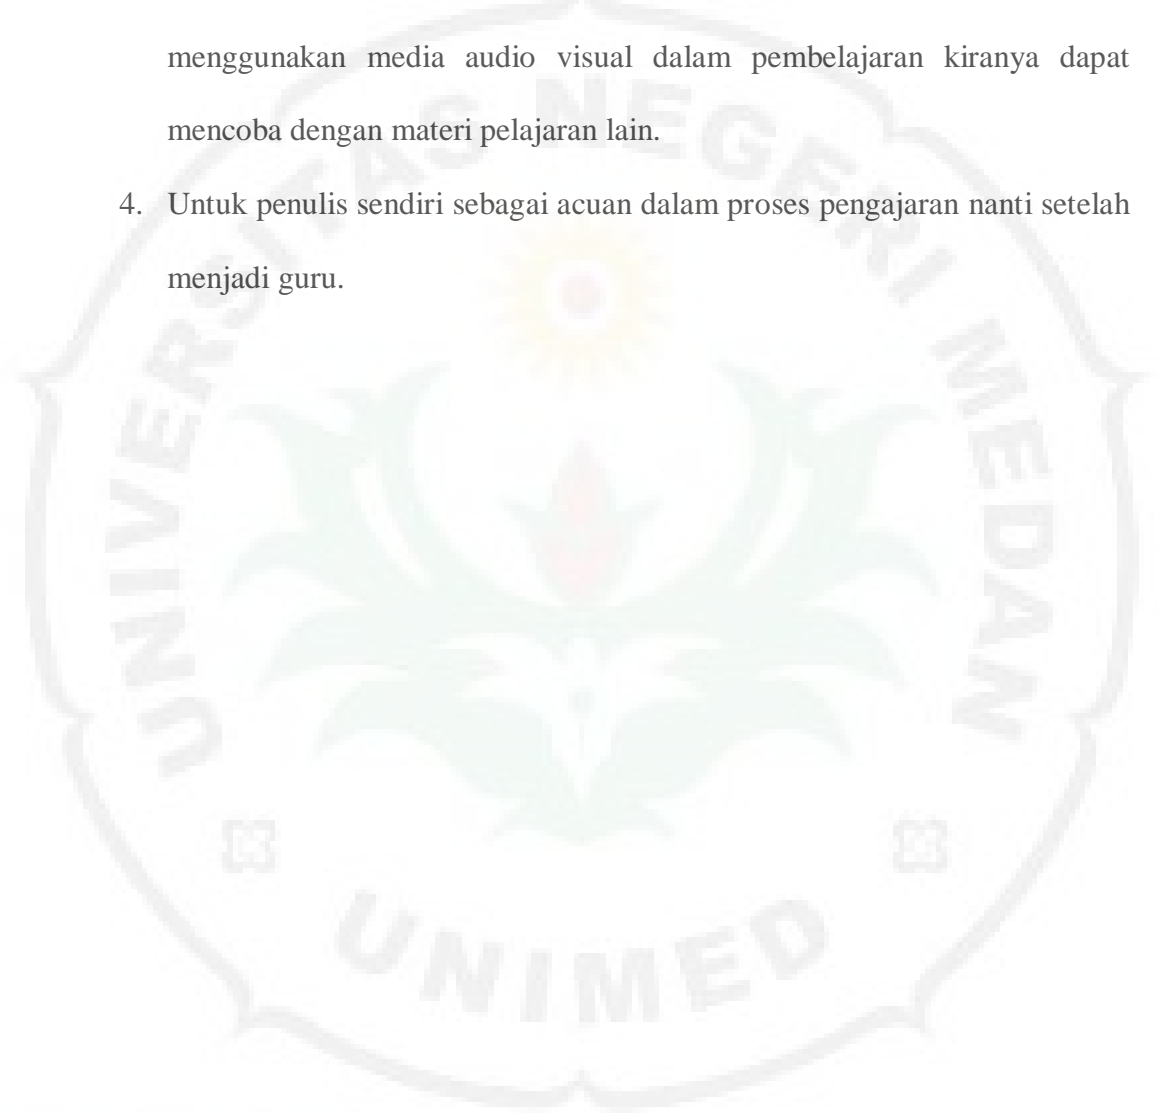 menggunakan media audio visual dalam pembelajaran kiranya dapat
mencoba dengan materi pelajaran lain.
4. Untuk penulis sendiri sebagai acuan dalam proses pengajaran nanti setelah
menjadi guru.
UNIVERSITAS NEGERI MEDAN
UNIMED